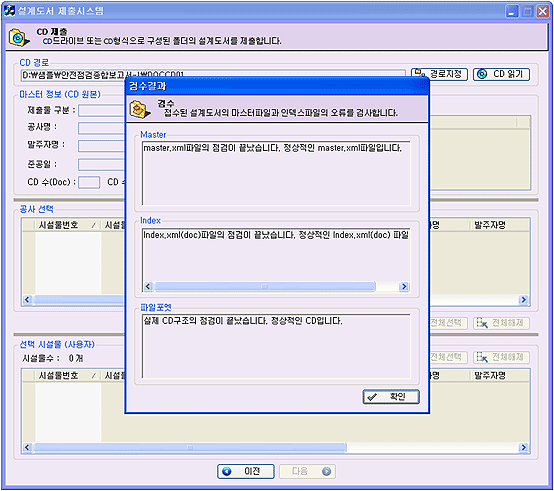 설계도서 제출시스템
CD 제출
CD드라이브 또는 CD형식으로 구성된 폴더의 설계도서를 제출합니다.
CD 경로
D:₩샘플₩안전점검종합보고서-1₩DOCCD01
경로지정
CD 읽기
마스터 정보 (CD 원본)
제출물 구분 :
공사명 :
발주자명 :
준공일 :
CD 수(Doc) :
CD
공사 선택
시설물번호
발주자명
전체선택
전체해제
선택 시설물 (사용자)
시설물수 : 0 개
전체선택
전체해제
시설물번호
발주자명
이전
다음
검수결과
검수
접수된 설계도서의 마스터파일과 인덱스파일의 오류를 검사합니다.
Master
master.xml파일의 점검이 끝났습니다. 정상적인 master.xml파일입니다.
Index
Index.xml(doc)파일의 점검이 끝났습니다. 정상적인 Index.xml(doc) 파일
파일포멧
실제 CD구조의 점검이 끝났습니다. 정상적인 CD입니다.
확인